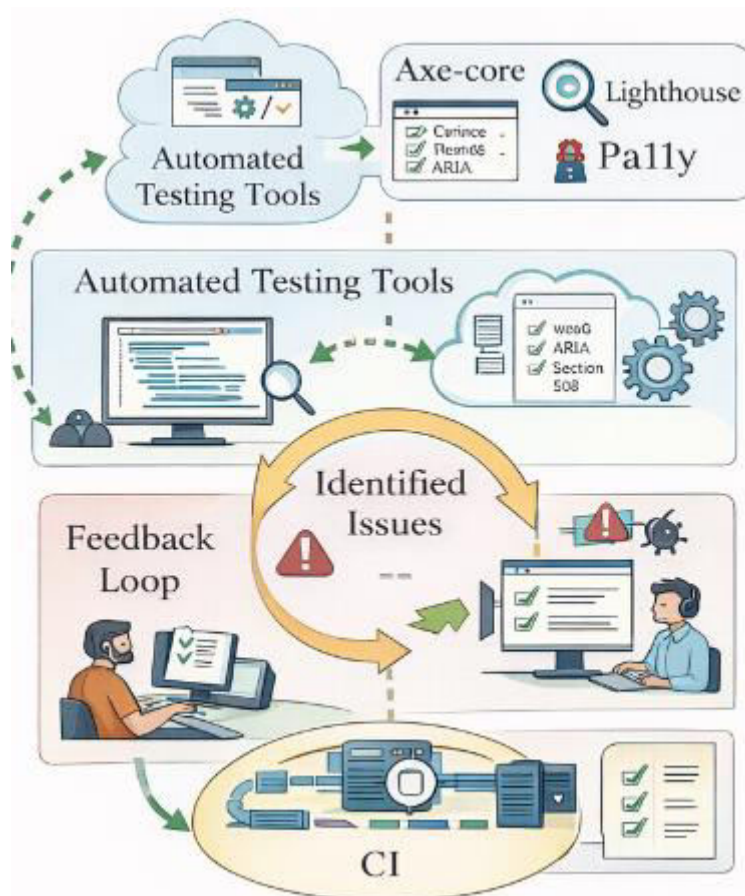 Axe-core
Lighthouse
ARIA
Pa11y
Automated
Testing Tools
Automated Testing Tools
ARIA
Section
508
Identified
Issues
Feedback
Loop
CI